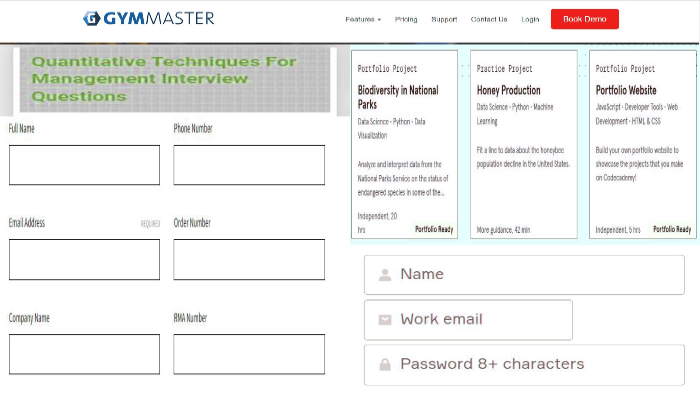 GYMMASTER
Features Pricing Support Contact Us Login Book Demo
Quantitative Techniques For
Management Interview
Questions
Full Name
Phone Number
Email Address REQUIRED
Order Number
Company Name
RMA Number
Portfolio Project
Biodiversity in National
Parks
Data Science • Python • Data
Visualization
Analyze and interpret data from the
National Parks Service on the status of
endangered species in some of the...
Independent, 20
hrs
Portfolio Ready
Practice Project
Honey Production
Data Science • Python • Machine
Learning
Fit a line to data about the honeybee
population decline in the United States.
More guidance, 42 min
Portfolio Project
Portfolio Website
JavaScript • Developer Tools • Web
Development • HTML & CSS
Build your own portfolio website to
showcase the projects that you make
on Codecademy!
Independent, 5 hrs
Portfolio Ready
Name
Work email
Password 8+ characters